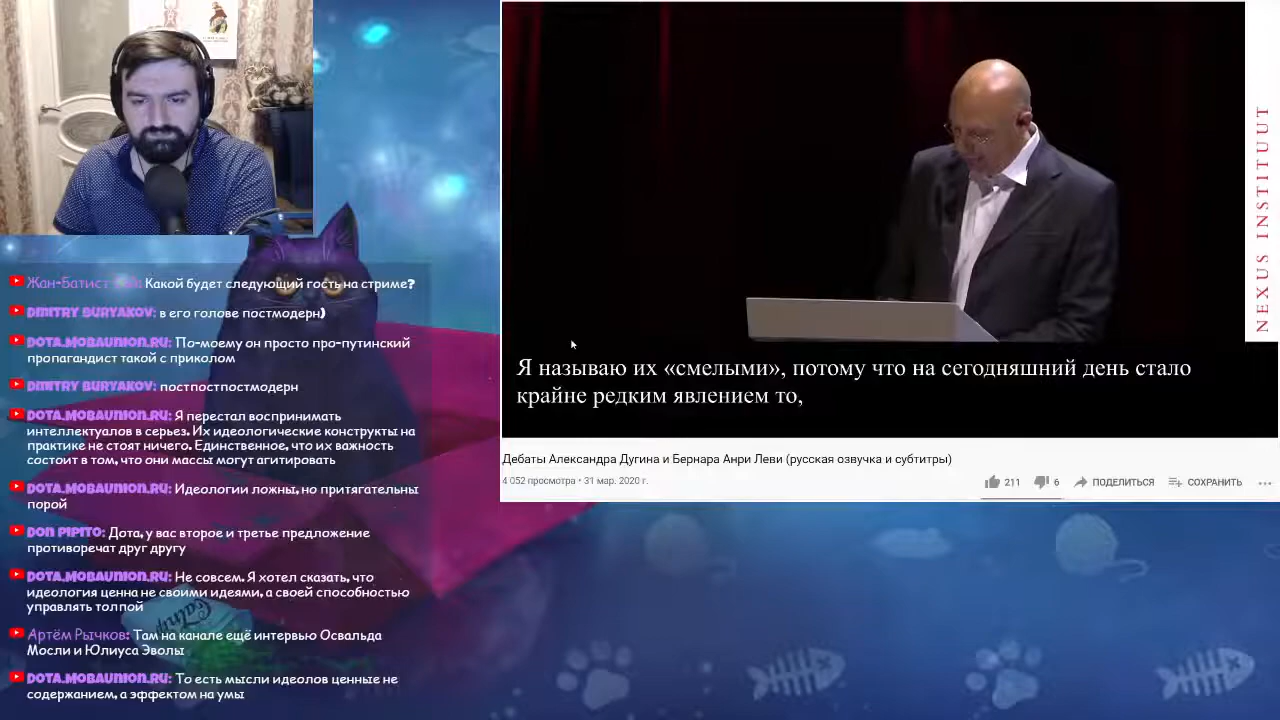 Жан-Батист Какой будет следующий гость на стриме?
DMITRY BURYAKOV: в его голове постмодерн)
DOTA.MOBAUNION.RU: По-моему он просто про-путинский
пропагандист такой с приколом
DMITRY BURYAKOV: постпостпостмодерн
DOTA.MOBAUNION.RU: Я перестал воспринимать
интеллектуалов в серьез. Их идеологические конструкты на
практике не стоят ничего. Единственное, что их важность
состоит в том, что они массы могут агитировать
DOTA.MOBAUNION.RU: Идеологии ложны, но притягательны
порой
DON PIPITO: Дота, у вас второе и третье предложение
противоречат друг другу
DOTA.MOBAUNION.RU: Не совсем. Я хотел сказать, что
идеология ценна не своими идеями, а своей способностью
управлять толпой
Артём Рычков: Там на канале ещё интервью Освальда
Мосли и Юлиуса Эволы
DOTA.MOBAUNION.RU: То есть мысли идеолов ценные не
содержанием, а эффектом на умы
Catnip
NEXUS INSTITUUT
Я называю их «смелыми», потому что на сегодняшний день стало
крайне редким явлением то,
Дебаты Александра Дугина и Бернара Анри Леви (русская озвучка и субтитры)
4 052 просмотра • 31 мар. 2020 г.
211
6
ПОДЕЛИТЬСЯ
СОХРАНИТЬ